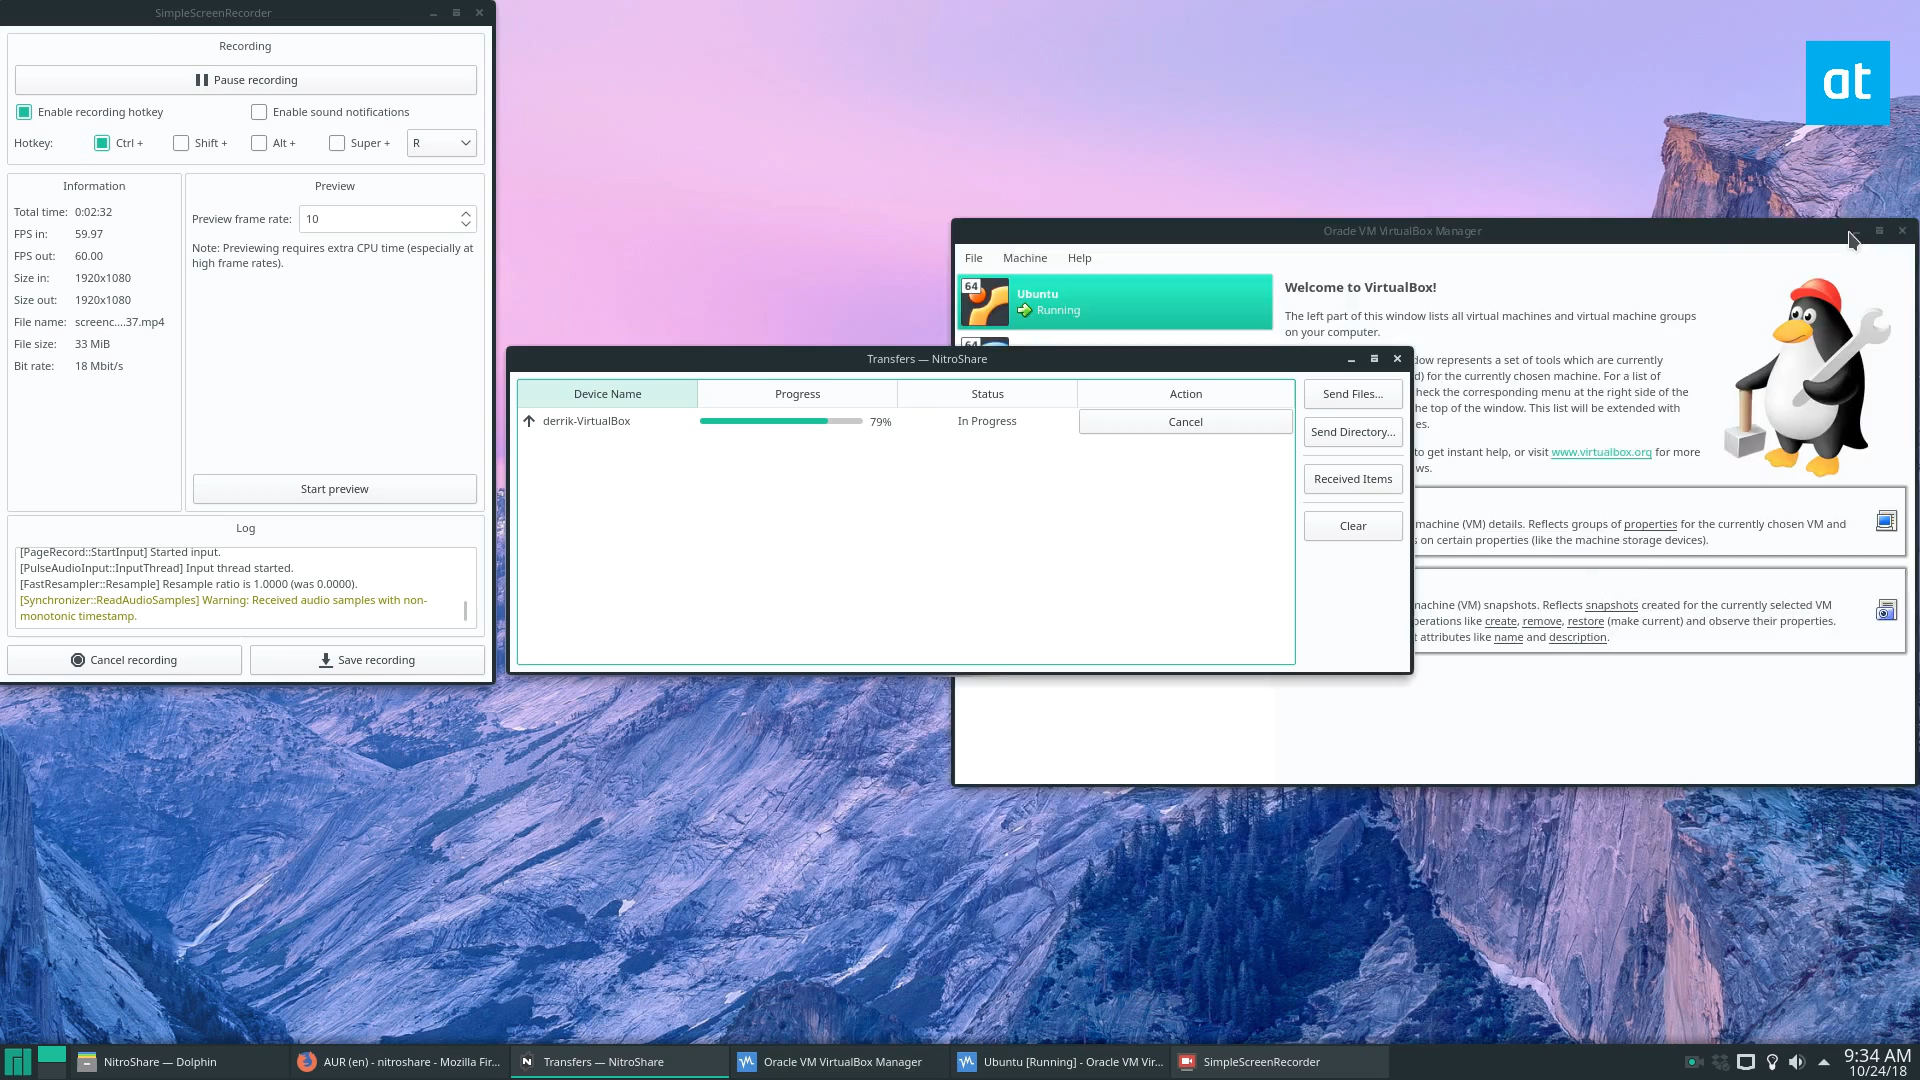 SimpleScreenRecorder
Recording
Pause recording
Enable recording hotkey
Enable sound notifications
Hotkey:
Ctrl +
Shift +
Alt +
Super +
R
Information
Total time: 0:02:32
FPS in: 59.97
FPS out: 60.00
Size in: 1920x1080
Size out: 1920x1080
File name: screenc....37.mp4
File size: 33 MiB
Bit rate: 18 Mbit/s
Preview
Preview frame rate: 10
Note: Previewing requires extra CPU time (especially at
high frame rates).
Start preview
Log
[PageRecord::StartInput] Started input.
[PulseAudioInput::InputThread] Input thread started.
[FastResampler::Resample] Resample ratio is 1.0000 (was 0.0000).
[Synchronizer::ReadAudioSamples] Warning: Received audio samples with non-
monotonic timestamp.
Cancel recording
Save recording
at
Oracle VM VirtualBox Manager
File Machine Help
64
Ubuntu
Running
64
Welcome to VirtualBox!
The left part of this window lists all virtual machines and virtual machine groups
on your computer.
dow represents a set of tools which are currently
d) for the currently chosen machine. For a list of
heck the corresponding menu at the right side of the
he top of the window. This list will be extended with
es.
to get instant help, or visit www.virtualbox.org for more
ws.
machine (VM) details. Reflects groups of properties for the currently chosen VM and
s on certain properties (like the machine storage devices).
nachine (VM) snapshots. Reflects snapshots created for the currently selected VM
perations like create, remove, restore (make current) and observe their properties.
t attributes like name and description.
Transfers — NitroShare
Device Name Progress Status Action
derrik-VirtualBox 79% In Progress Cancel
Send Files...
Send Directory...
Received Items
Clear
NitroShare — Dolphin
AUR (en) - nitroshare - Mozilla Fir...
Transfers — NitroShare
Oracle VM VirtualBox Manager
Ubuntu [Running] - Oracle VM Vir...
SimpleScreenRecorder
9:34 AM
10/24/18